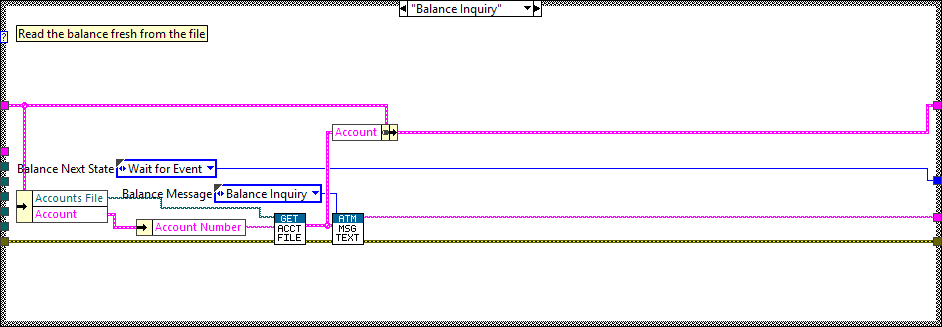 "Balance Inquiry"
Read the balance fresh from the file
?
Account
Balance Next State
Wait for Event
Balance Message
Balance Inquiry
Accounts File
Account
Account Number
GET
ACCT
FILE
ATM
MSG
TEXT